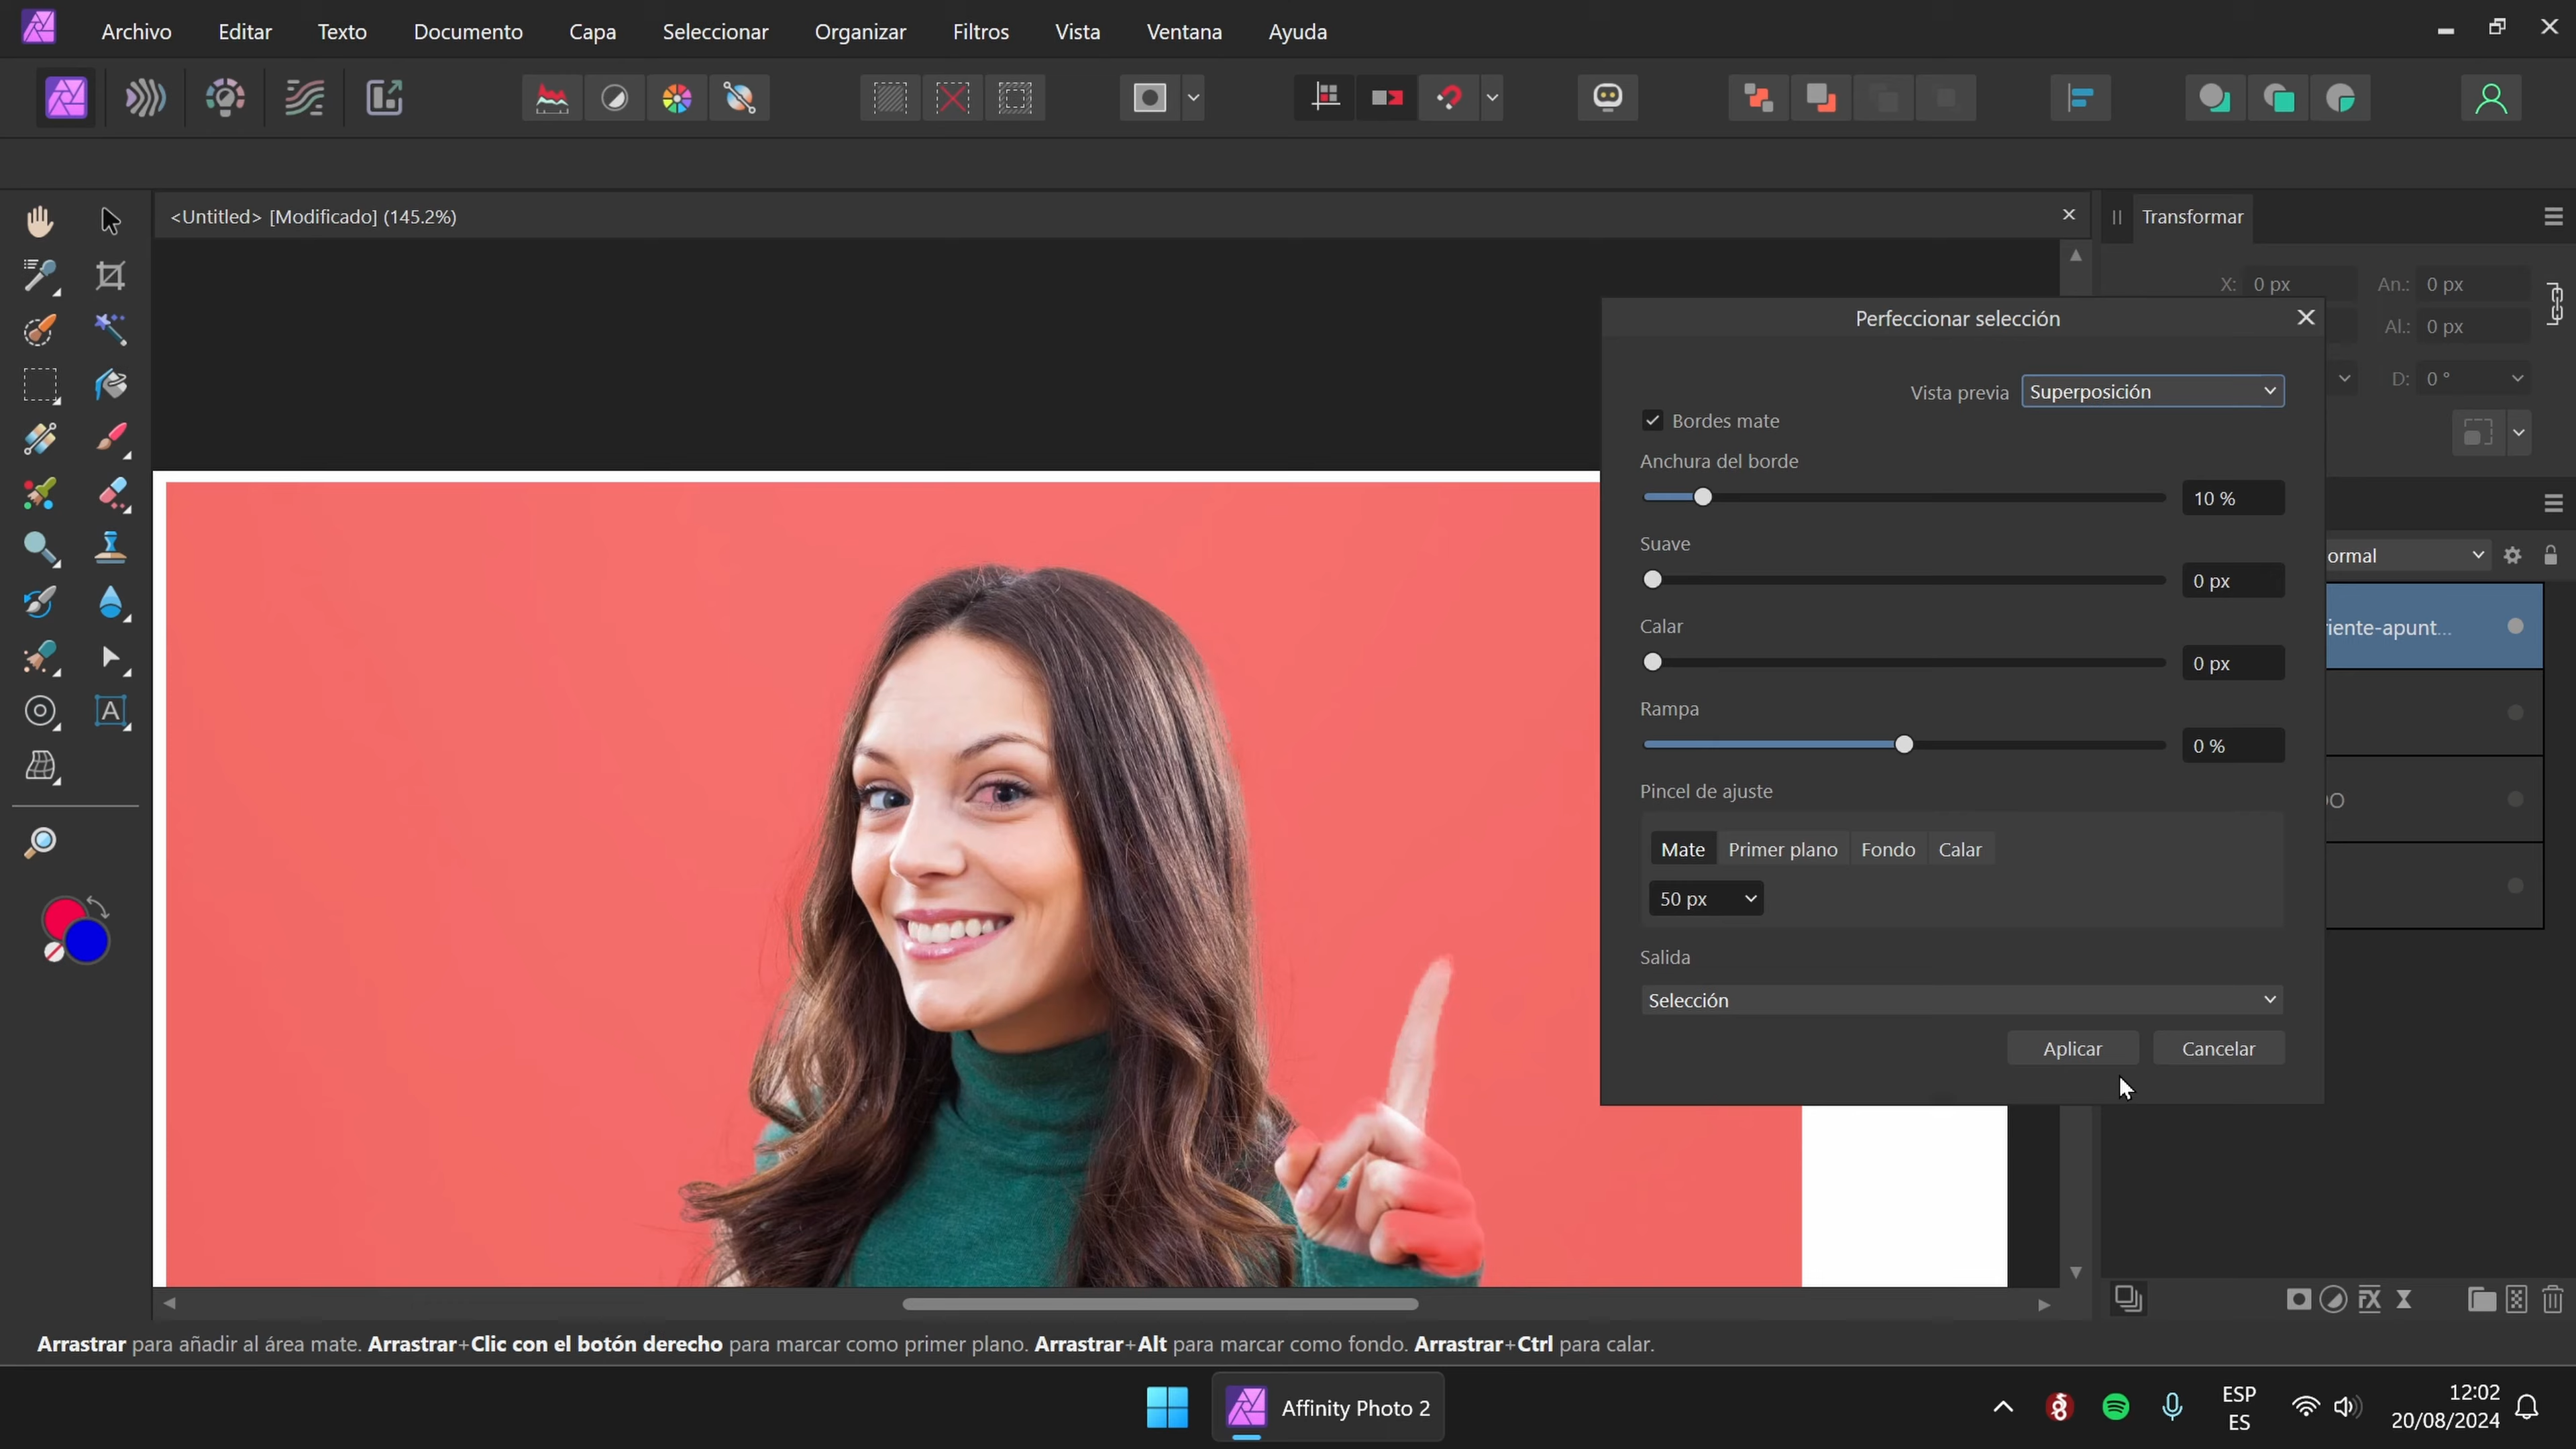 Archivo Editar Texto Documento Capa Seleccionar Organizar Filtros Vista Ventana Ayuda
<Untitled> [Modificado] (145.2%)
Transformar
X: 0 px An.: 0 px
Al.: 0 px
D: 0 °
Perfeccionar selección
Vista previa Superposición
Bordes mate
Anchura del borde
10 %
Suave
0 px
Calar
0 px
Rampa
0 %
Pincel de ajuste
Mate Primer plano Fondo Calar
50 px
Salida
Selección
Aplicar Cancelar
ormal
riente-apunt...
O
A
Arrastrar para añadir al área mate. Arrastrar+Clic con el botón derecho para marcar como primer plano. Arrastrar+Alt para marcar como fondo. Arrastrar+Ctrl para calar.
Affinity Photo 2
ESP
ES
12:02
20/08/2024